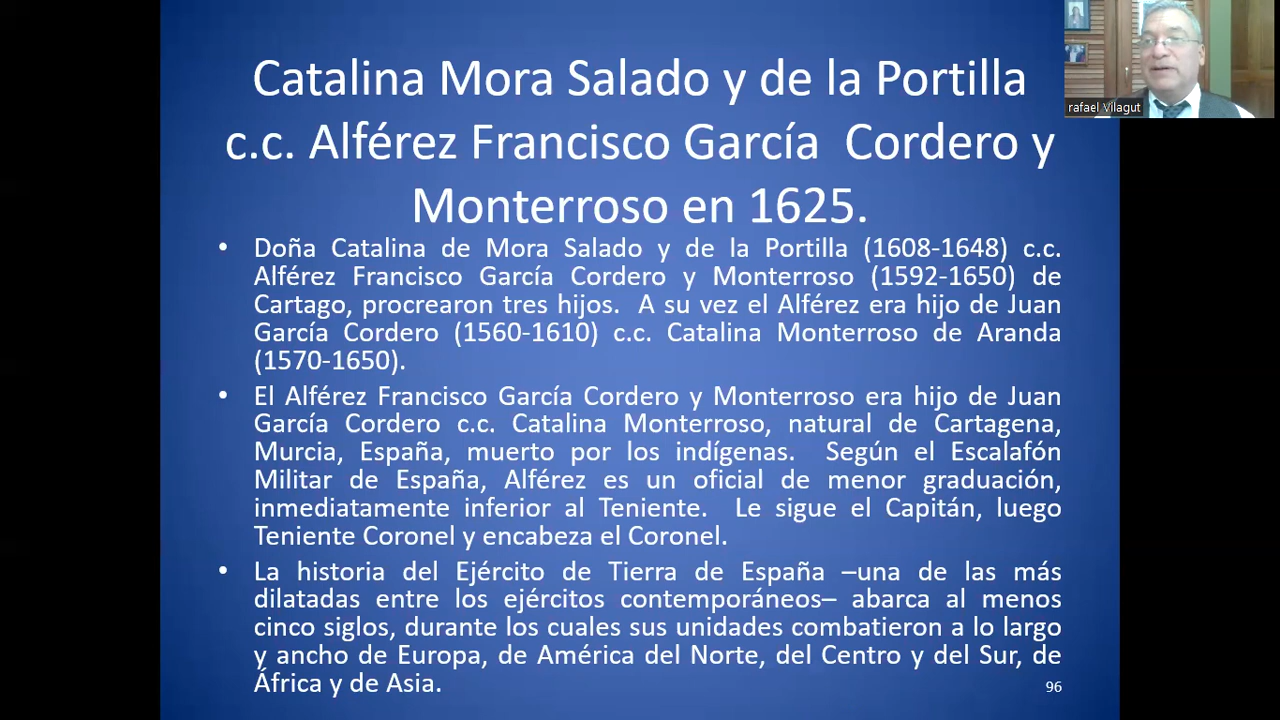 Catalina Mora Salado y de la Portilla
c.c. Alférez Francisco García  Cordero y
Monterroso en 1625.
• Doña Catalina de Mora Salado y de la Portilla (1608-1648) c.c.
Alférez Francisco García Cordero y Monterroso (1592-1650) de
Cartago, procrearon tres hijos.  A su vez el Alférez era hijo de Juan
García Cordero (1560-1610) c.c. Catalina Monterroso de Aranda
(1570-1650).
• El Alférez Francisco García Cordero y Monterroso era hijo de Juan
García Cordero c.c. Catalina Monterroso, natural de Cartagena,
Murcia, España, muerto por los indígenas.  Según el Escalafón
Militar de España, Alférez es un oficial de menor graduación,
inmediatamente inferior al Teniente.  Le sigue el Capitán, luego
Teniente Coronel y encabeza el Coronel.
• La historia del Ejército de Tierra de España –una de las más
dilatadas entre los ejércitos contemporáneos– abarca al menos
cinco siglos, durante los cuales sus unidades combatieron a lo largo
y ancho de Europa, de América del Norte, del Centro y del Sur, de
África y de Asia.
96
rafael Vilagut